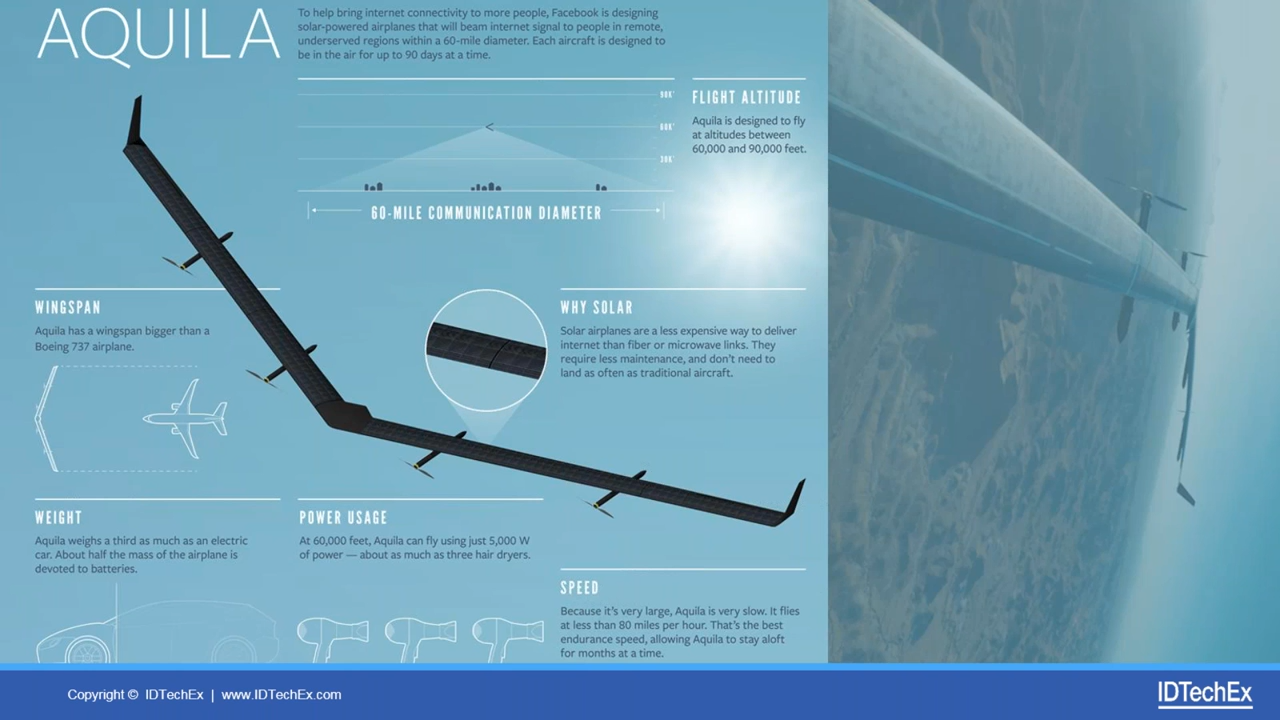 AQUILA
To help bring internet connectivity to more people, Facebook is designing
solar-powered airplanes that will beam internet signal to people in remote,
underserved regions within a 60-mile diameter. Each aircraft is designed to
be in the air for up to 90 days at a time.
90K'
60K'
30K'
60-MILE COMMUNICATION DIAMETER
FLIGHT ALTITUDE
Aquila is designed to fly
at altitudes between
60,000 and 90,000 feet.
WINGSPAN
Aquila has a wingspan bigger than a
Boeing 737 airplane.
WHY SOLAR
Solar airplanes are a less expensive way to deliver
internet than fiber or microwave links. They
require less maintenance, and don't need to
land as often as traditional aircraft.
WEIGHT
Aquila weighs a third as much as an electric
car. About half the mass of the airplane is
devoted to batteries.
POWER USAGE
At 60,000 feet, Aquila can fly using just 5,000 W
of power — about as much as three hair dryers.
SPEED
Because it's very large, Aquila is very slow. It flies
at less than 80 miles per hour. That's the best
endurance speed, allowing Aquila to stay aloft
for months at a time.
Copyright © IDTechEx | www.IDTechEx.com
IDTechEx